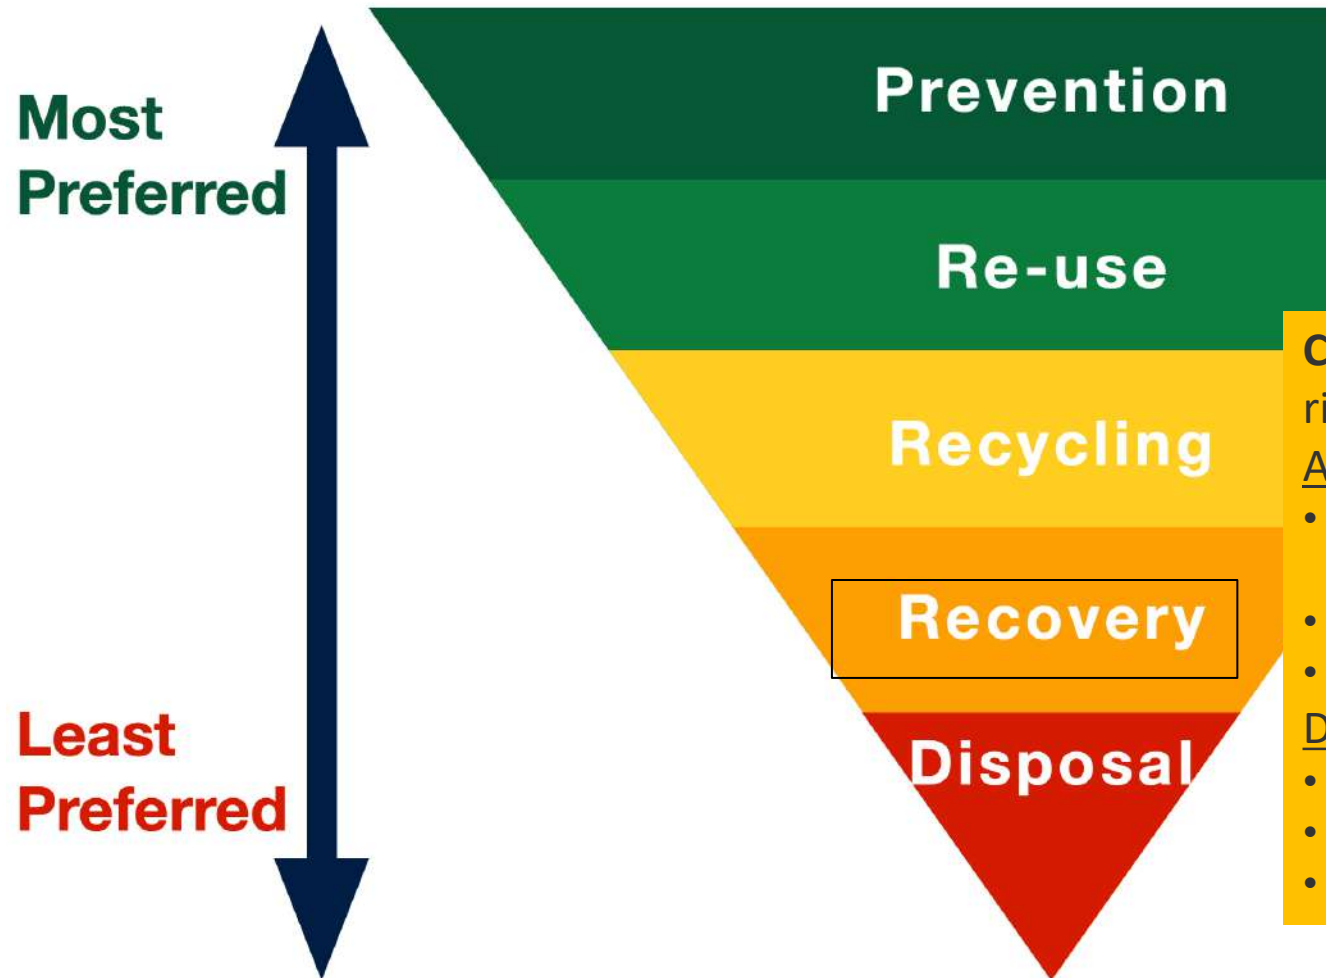 Most
Preferred
Prevention
Re-use
Recycling
Recovery
Disposal
Least
Preferred